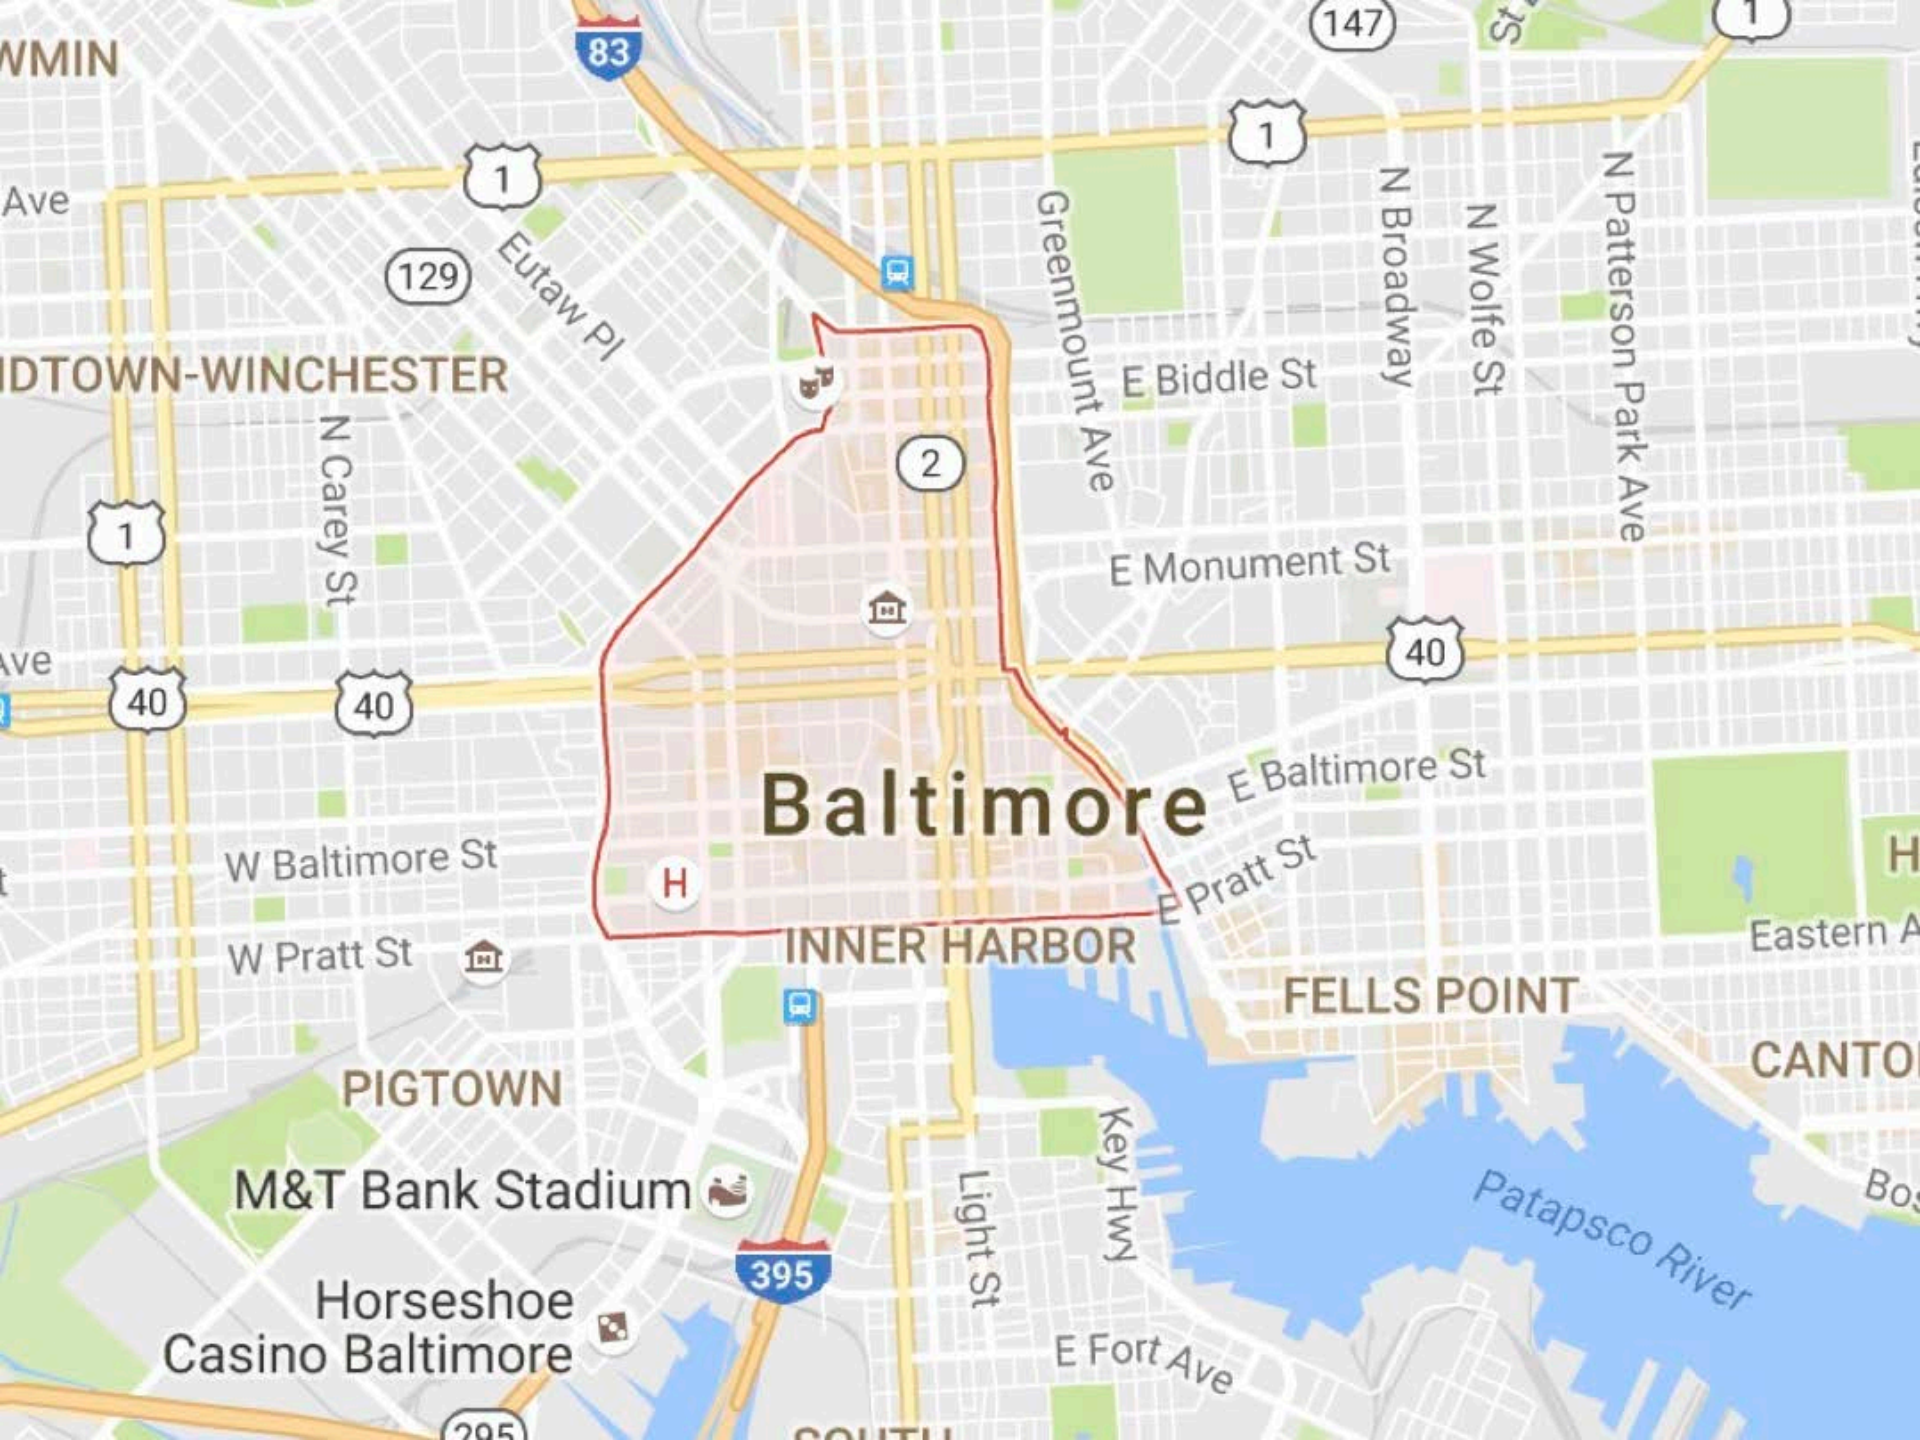 WMIN
83
147
1
1
1
Ave
129
Eutaw Pl
Greenmount Ave
N Broadway
N Wolfe St
N Patterson Park Ave
IDTOWN-WINCHESTER
E Biddle St
N Carey St
2
1
E Monument St
Ave
40
40
40
Baltimore
E Baltimore St
W Baltimore St
H
E Pratt St
W Pratt St
INNER HARBOR
Eastern A
H
FELLS POINT
PIGTOWN
CANTO
M&T Bank Stadium
Key Hwy
Light St
Patapsco River
Bos
395
Horseshoe
Casino Baltimore
E Fort Ave
295
SOUTH